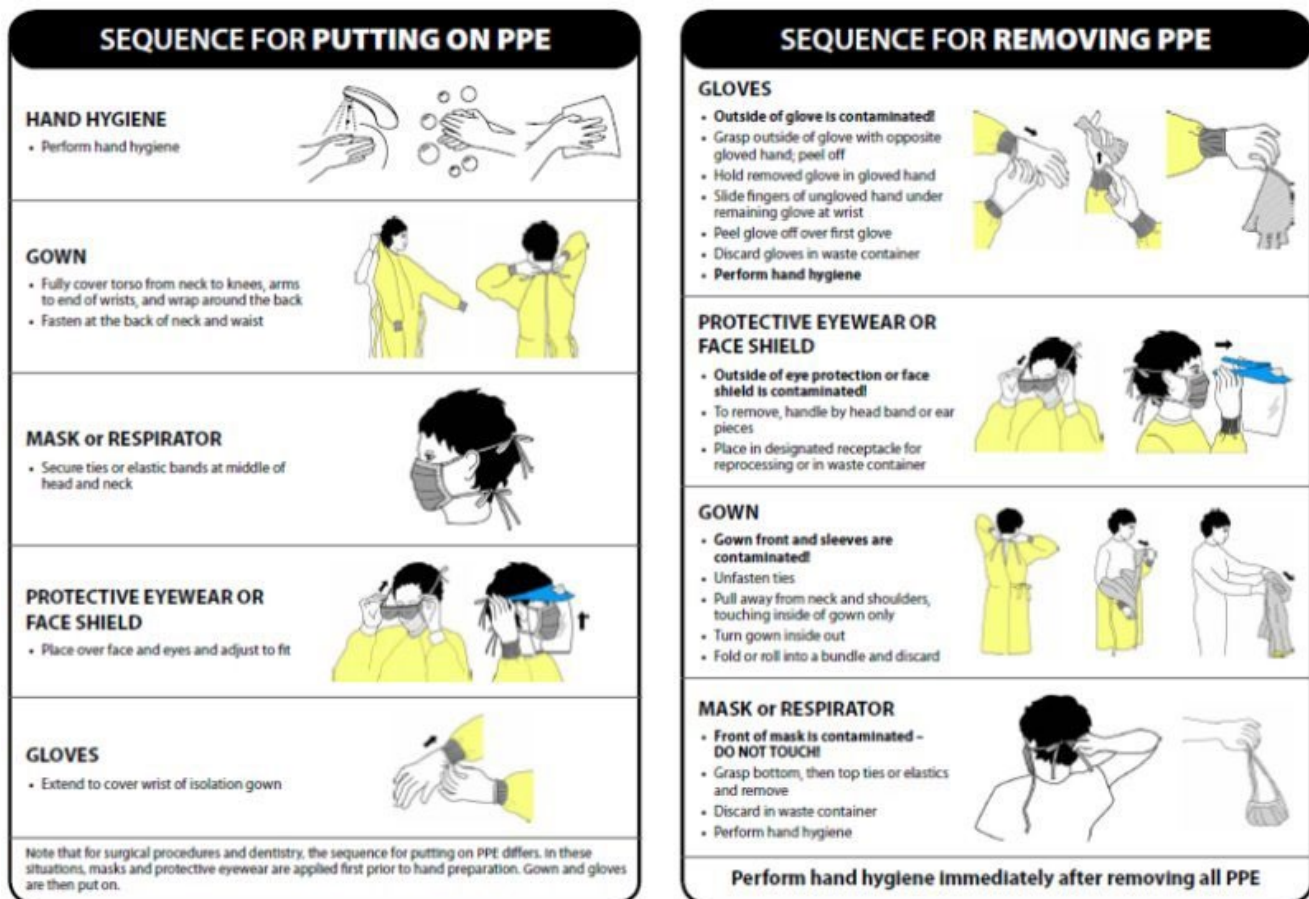 SEQUENCE FOR PUTTING ON PPE
HAND HYGIENE
• Perform hand hygiene
GOWN
• Fully cover torso from neck to knees, arms
to end of wrists, and wrap around the back
• Fasten at the back of neck and waist
MASK or RESPIRATOR
• Secure ties or elastic bands at middle of
head and neck
PROTECTIVE EYEWEAR OR
FACE SHIELD
• Place over face and eyes and adjust to fit
GLOVES
• Extend to cover wrist of isolation gown
Note that for surgical procedures and dentistry, the sequence for putting on PPE differs. In these
situations, masks and protective eyewear are applied first prior to hand preparation. Gown and gloves
are then put on.
SEQUENCE FOR REMOVING PPE
GLOVES
• Outside of glove is contaminated!
• Grasp outside of glove with opposite
gloved hand; peel off
• Hold removed glove in gloved hand
• Slide fingers of ungloved hand under
remaining glove at wrist
• Peel glove off over first glove
• Discard gloves in waste container
• Perform hand hygiene
PROTECTIVE EYEWEAR OR
FACE SHIELD
• Outside of eye protection or face
shield is contaminated!
• To remove, handle by head band or ear
pieces
• Place in designated receptacle for
reprocessing or in waste container
GOWN
• Gown front and sleeves are
contaminated!
• Unfasten ties
• Pull away from neck and shoulders,
touching inside of gown only
• Turn gown inside out
• Fold or roll into a bundle and discard
MASK or RESPIRATOR
• Front of mask is contaminated –
DO NOT TOUCH!
• Grasp bottom, then top ties or elastics
and remove
• Discard in waste container
• Perform hand hygiene
Perform hand hygiene immediately after removing all PPE